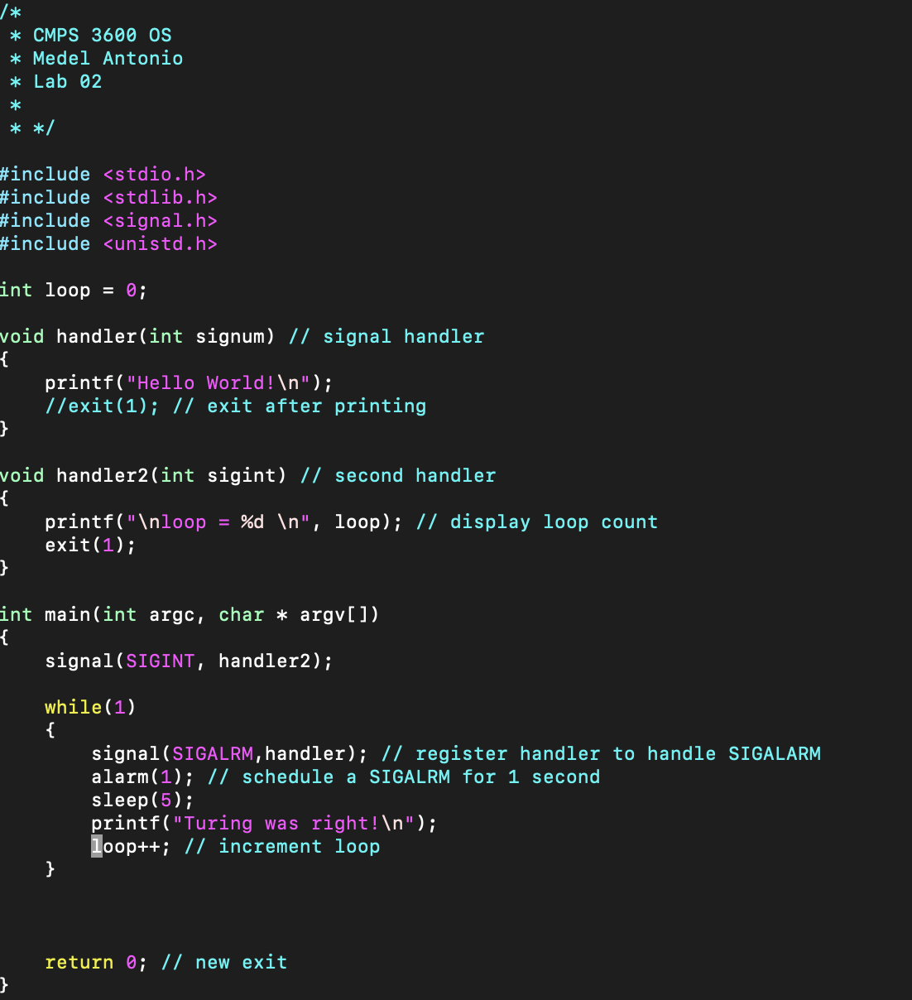 /*
 * CMPS 3600 OS
 * Medel Antonio
 * Lab 02
 *
 * */

#include <stdio.h>
#include <stdlib.h>
#include <signal.h>
#include <unistd.h>

int loop = 0;

void handler(int signum) // signal handler
{
    printf("Hello World!\n");
    //exit(1); // exit after printing
}

void handler2(int sigint) // second handler
{
    printf("\nloop = %d \n", loop); // display loop count
    exit(1);
}

int main(int argc, char * argv[])
{
    signal(SIGINT, handler2);

    while(1)
    {
        signal(SIGALRM,handler); // register handler to handle SIGALARM
        alarm(1); // schedule a SIGALRM for 1 second
        sleep(5);
        printf("Turing was right!\n");
        loop++; // increment loop
    }



    return 0; // new exit
}